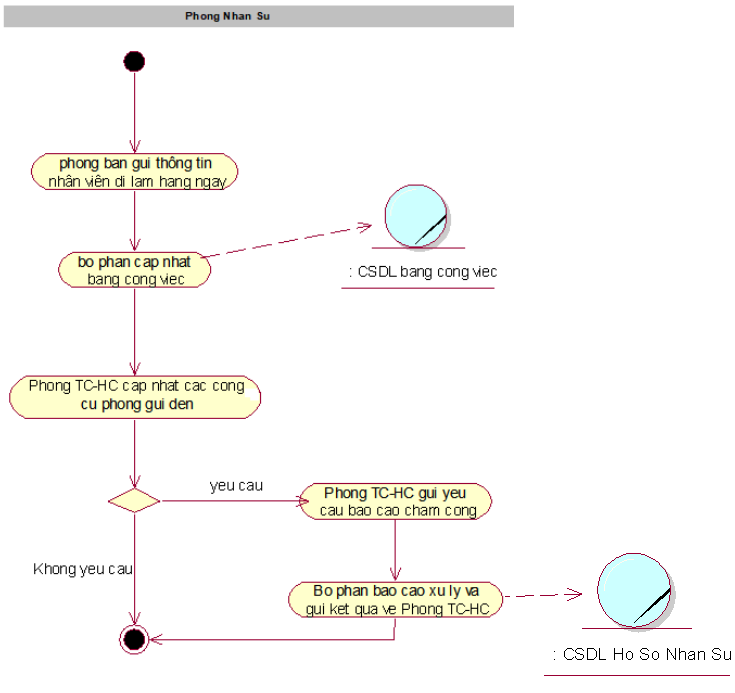 Phong Nhan Su
phong ban gui thông tin
nhân viên di lam hang ngay
bo phan cap nhat
bang cong viec
: CSDL bang cong viec
Phong TC-HC cap nhat cac cong
cu phong gui den
yeu cau
Phong TC-HC gui yeu
cau bao cao cham cong
Khong yeu cau
Bo phan bao cao xu ly va
gui ket qua ve Phong TC-HC
: CSDL Ho So Nhan Su